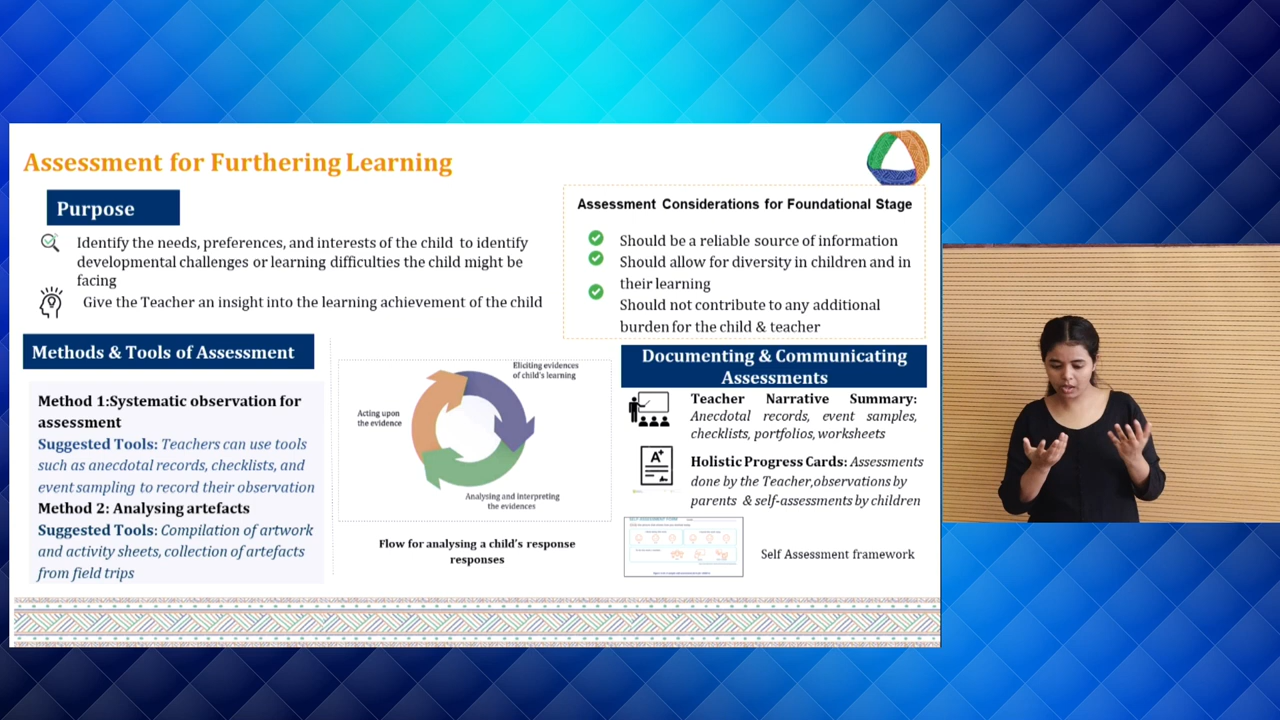 Assessment for Furthering Learning
Purpose
Identify the needs, preferences, and interests of the child to identify
developmental challenges or learning difficulties the child might be
facing
Give the Teacher an insight into the learning achievement of the child
Assessment Considerations for Foundational Stage
Should be a reliable source of information
Should allow for diversity in children and in
their learning
Should not contribute to any additional
burden for the child & teacher
Methods & Tools of Assessment
Method 1:Systematic observation for
assessment
Suggested Tools: Teachers can use tools
such as anecdotal records, checklists, and
event sampling to record their observation
Method 2: Analysing artefacts
Suggested Tools: Compilation of artwork
and activity sheets, collection of artefacts
from field trips
Eliciting evidences
of child's learning
Acting upon
the evidence
Analysing and interpreting
the evidences
Flow for analysing a child's response
responses
Documenting & Communicating
Assessments
Teacher Narrative Summary:
Anecdotal records, event samples,
checklists, portfolios, worksheets
A+
Holistic Progress Cards: Assessments
done by the Teacher,observations by
parents & self-assessments by children
SELF ASSESSMENT FORM
Self Assessment framework